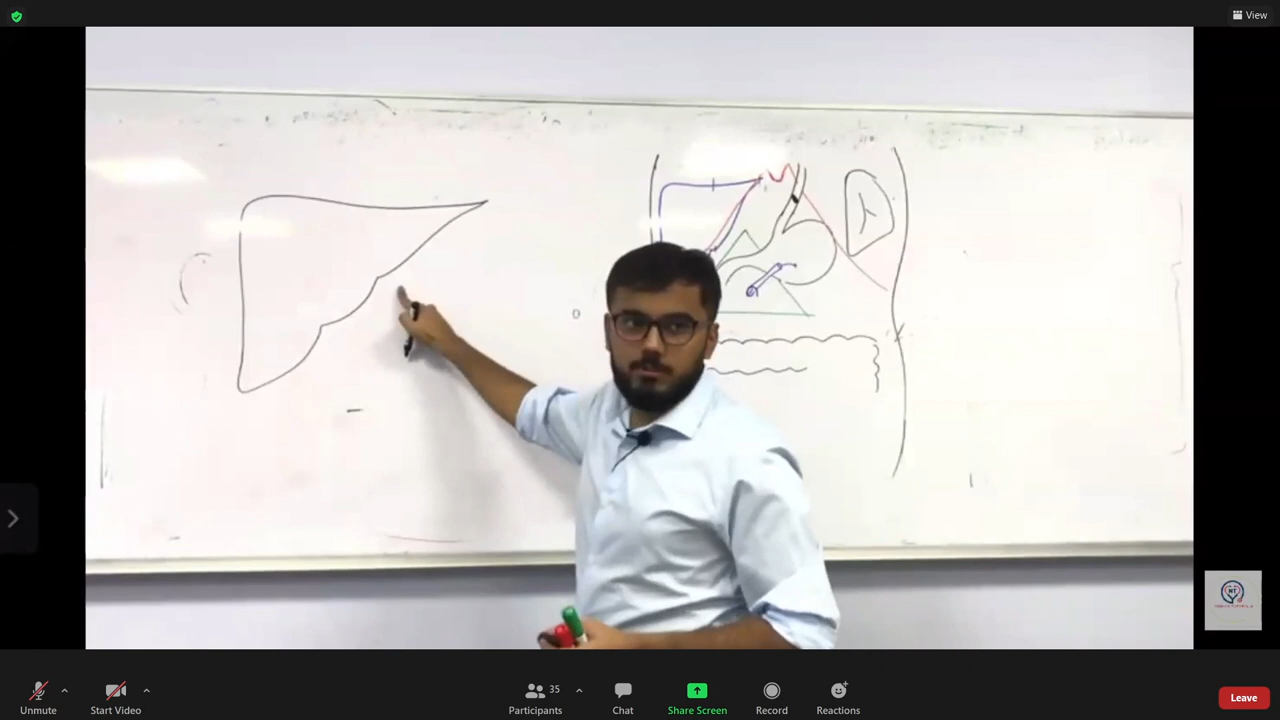 View
Unmute
Start Video
35
Participants
Chat
Share Screen
Record
Reactions
Leave